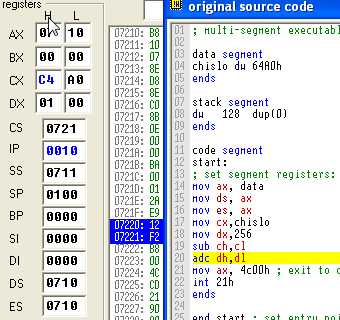 registers
H L
AX 10
BX 00 00
CX C4 A0
DX 01 00
CS 0721
IP 0010
SS 0711
SP 0100
BP 0000
SI 0000
DI 0000
DS 0710
ES 0710
07210: B8
07211: 10
07212: 07
07213: 8E
07214: D8
07215: 8E
07216: C0
07217: 8B
07218: 0E
07219: 00
0721A: 00
0721B: BA
0721C: 00
0721D: 01
0721E: 2A
0721F: E9
07220: 12
07221: F2
07222: B8
07223: 00
07224: 4C
07225: CD
07226: 21
07227: 90
original source code
01 ; multi-segment executabl
02
03 data segment
04 chislo dw 64A0h
05 ends
06
07 stack segment
08 dw 128 dup(0)
09 ends
10
11 code segment
12 start:
13 ; set segment registers:
14 mov ax, data
15 mov ds, ax
16 mov es, ax
17 mov cx,chislo
18 mov dx,256
19 sub ch,cl
20 adc dh,dl
21 mov ax, 4c00h ; exit to o
22 int 21h
23
24 end start ; set entry poin